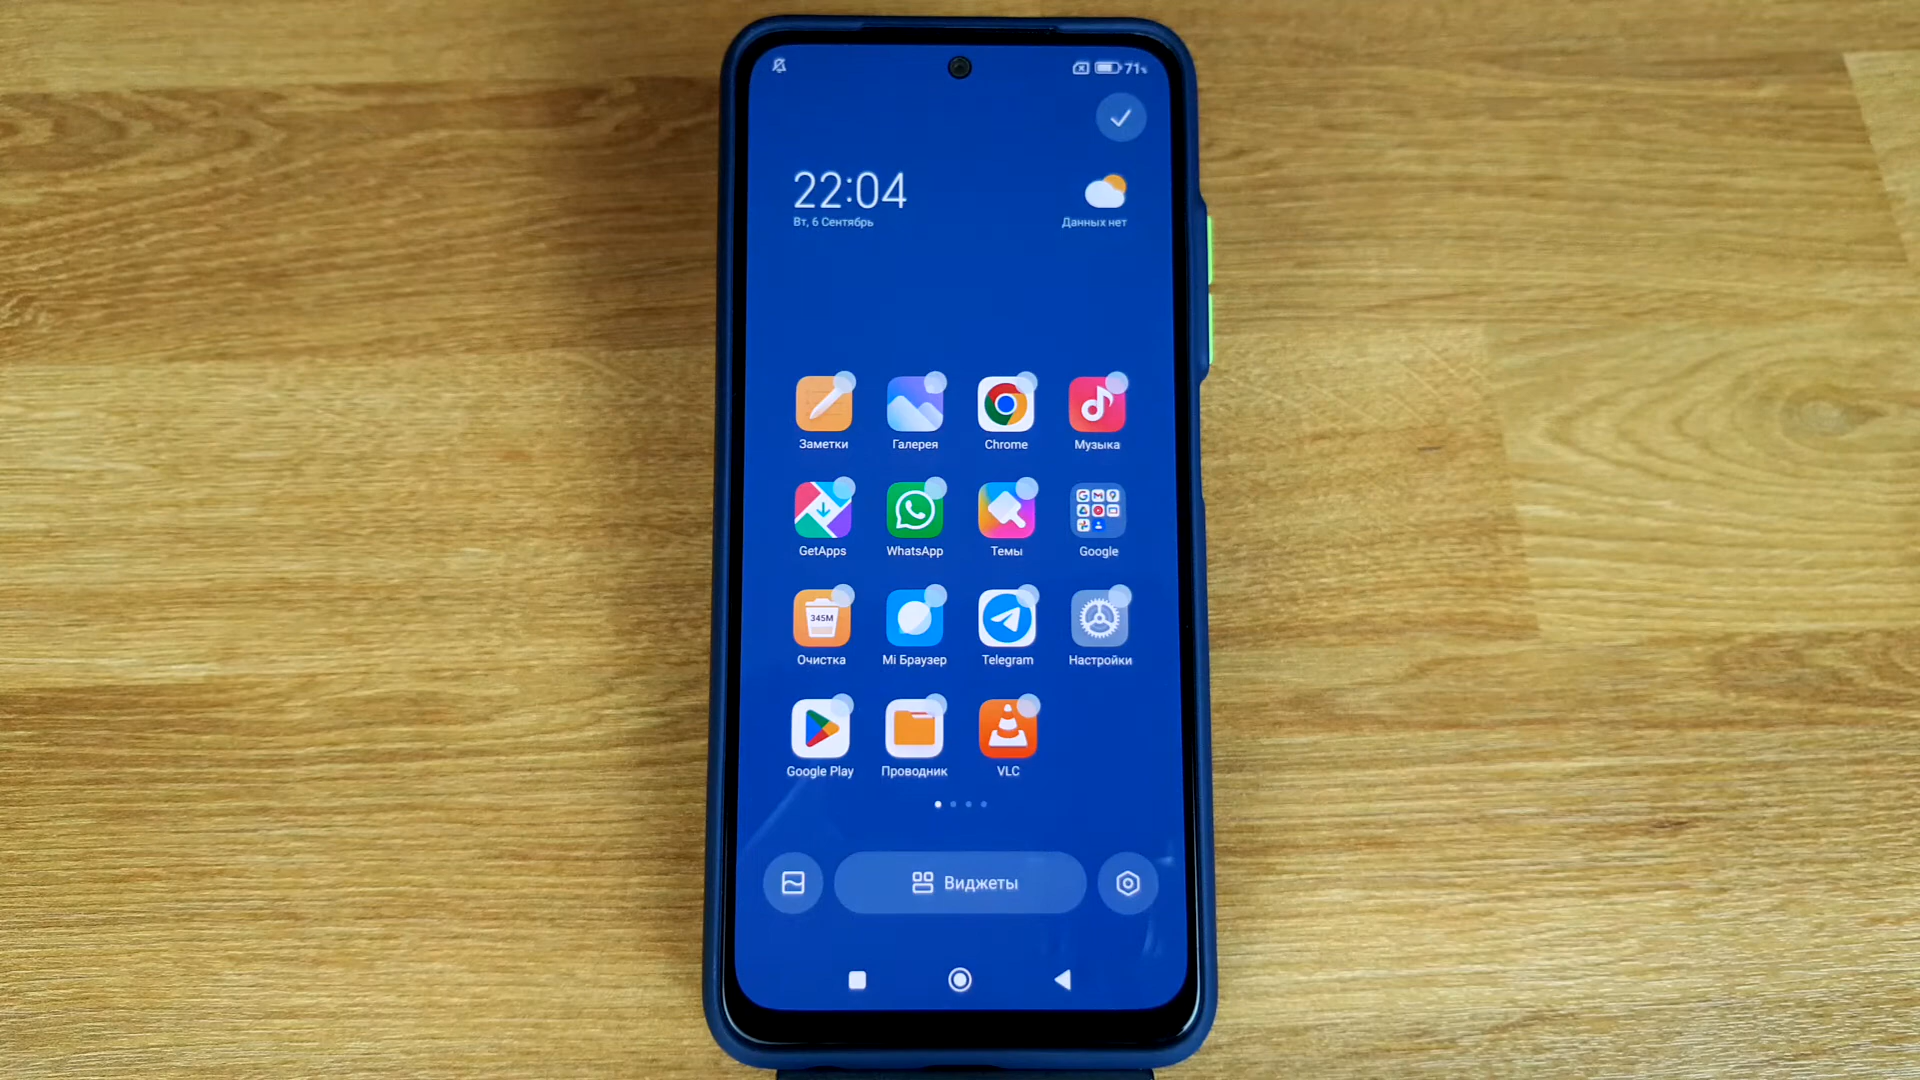 71%
22:04
Вт, 6 Сентябрь
Данных нет
Заметки
Галерея
Chrome
Музыка
GetApps
WhatsApp
Темы
Google
345M
Очистка
Mi Браузер
Telegram
Настройки
Google Play
Проводник
VLC
Виджеты